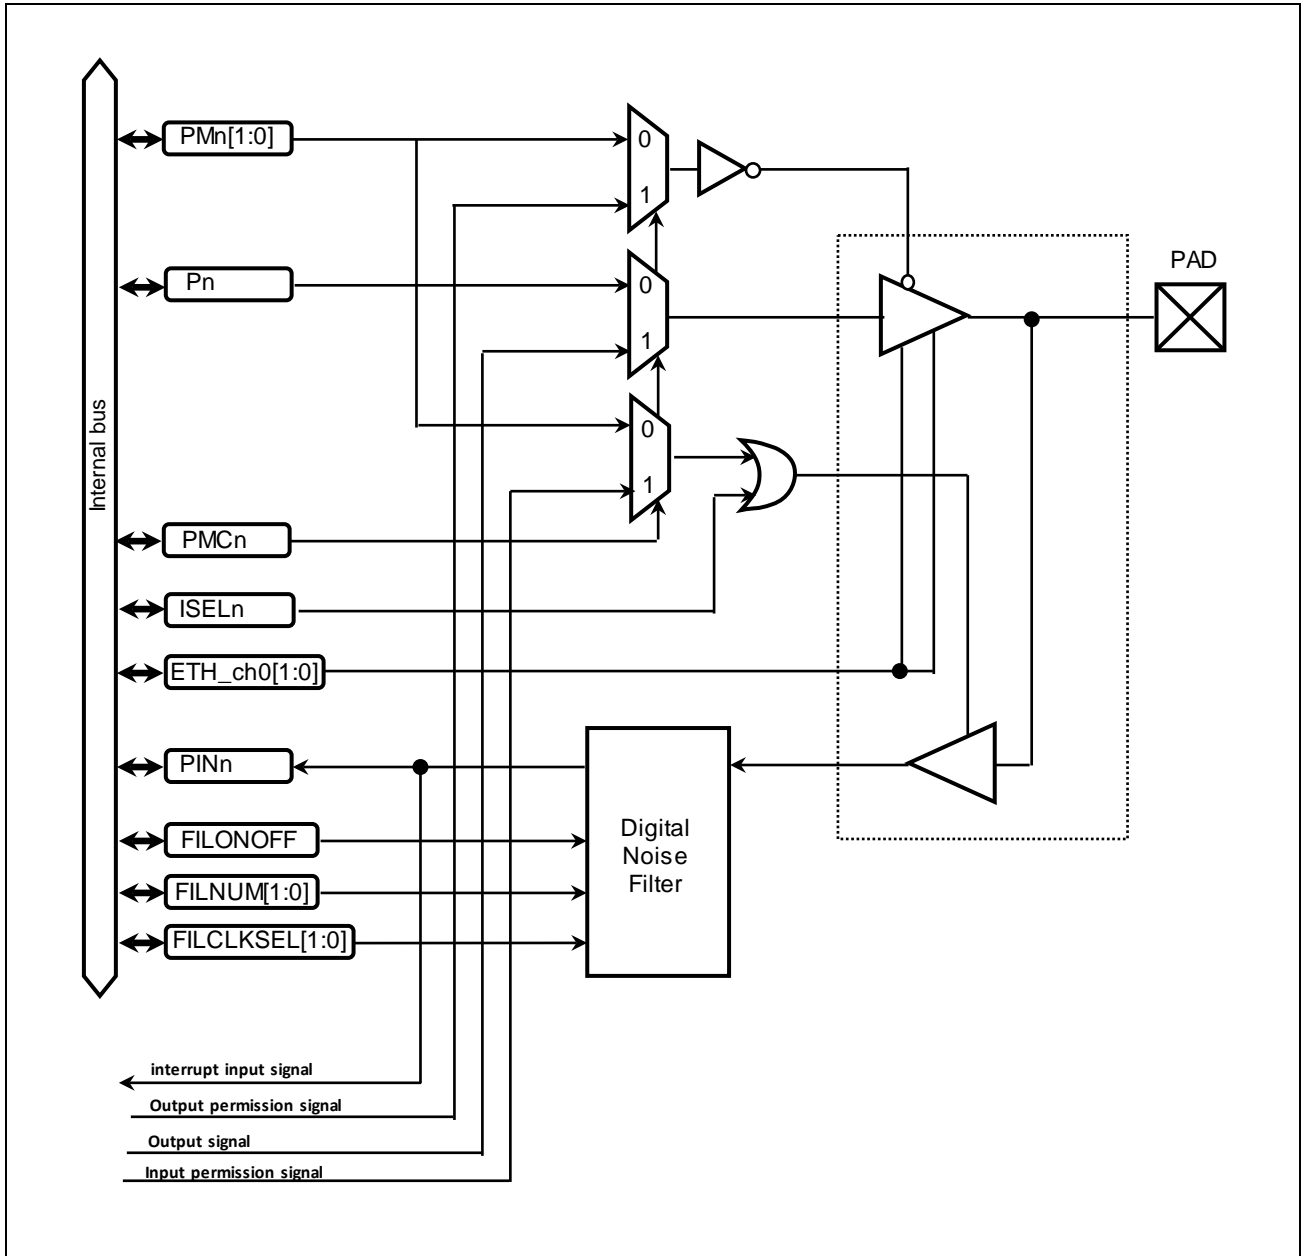 PMn[1:0]
0
1
Pn
0
1
PAD
Internal bus
0
1
PMCn
ISELn
ETH_ch0[1:0]
PINn
FILONOFF
FILNUM[1:0]
FILCLKSEL[1:0]
Digital
Noise
Filter
interrupt input signal
Output permission signal
Output signal
Input permission signal